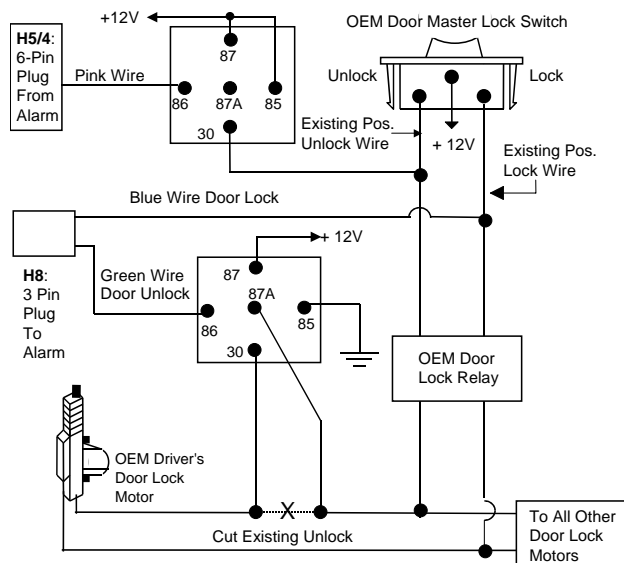 +12V
H5/4:
6-Pin
Plug
From
Alarm
Pink Wire
87
86
87A
85
30
OEM Door Master Lock Switch
Unlock
Lock
+ 12V
Existing Pos.
Unlock Wire
Existing Pos.
Lock Wire
Blue Wire Door Lock
H8:
3 Pin
Plug
To
Alarm
Green Wire
Door Unlock
+ 12V
87
87A
86
85
30
OEM Door
Lock Relay
OEM Driver's
Door Lock
Motor
X
Cut Existing Unlock
To All Other
Door Lock
Motors